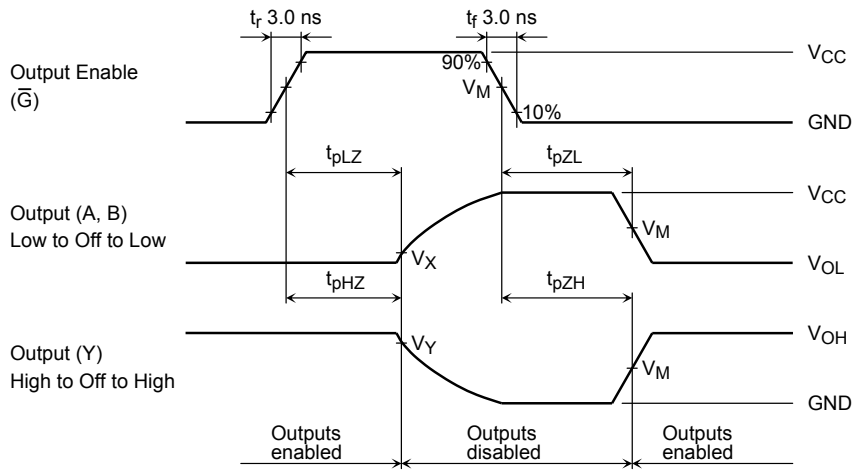 tr 3.0 ns
tf 3.0 ns
Output Enable
(G̅)
90%
VM
10%
VCC
GND
tpLZ
tpZL
Output (A, B)
Low to Off to Low
VX
VCC
VM
VOL
tpHZ
tpZH
Output (Y)
High to Off to High
VY
VOH
VM
GND
Outputs
enabled
Outputs
disabled
Outputs
enabled